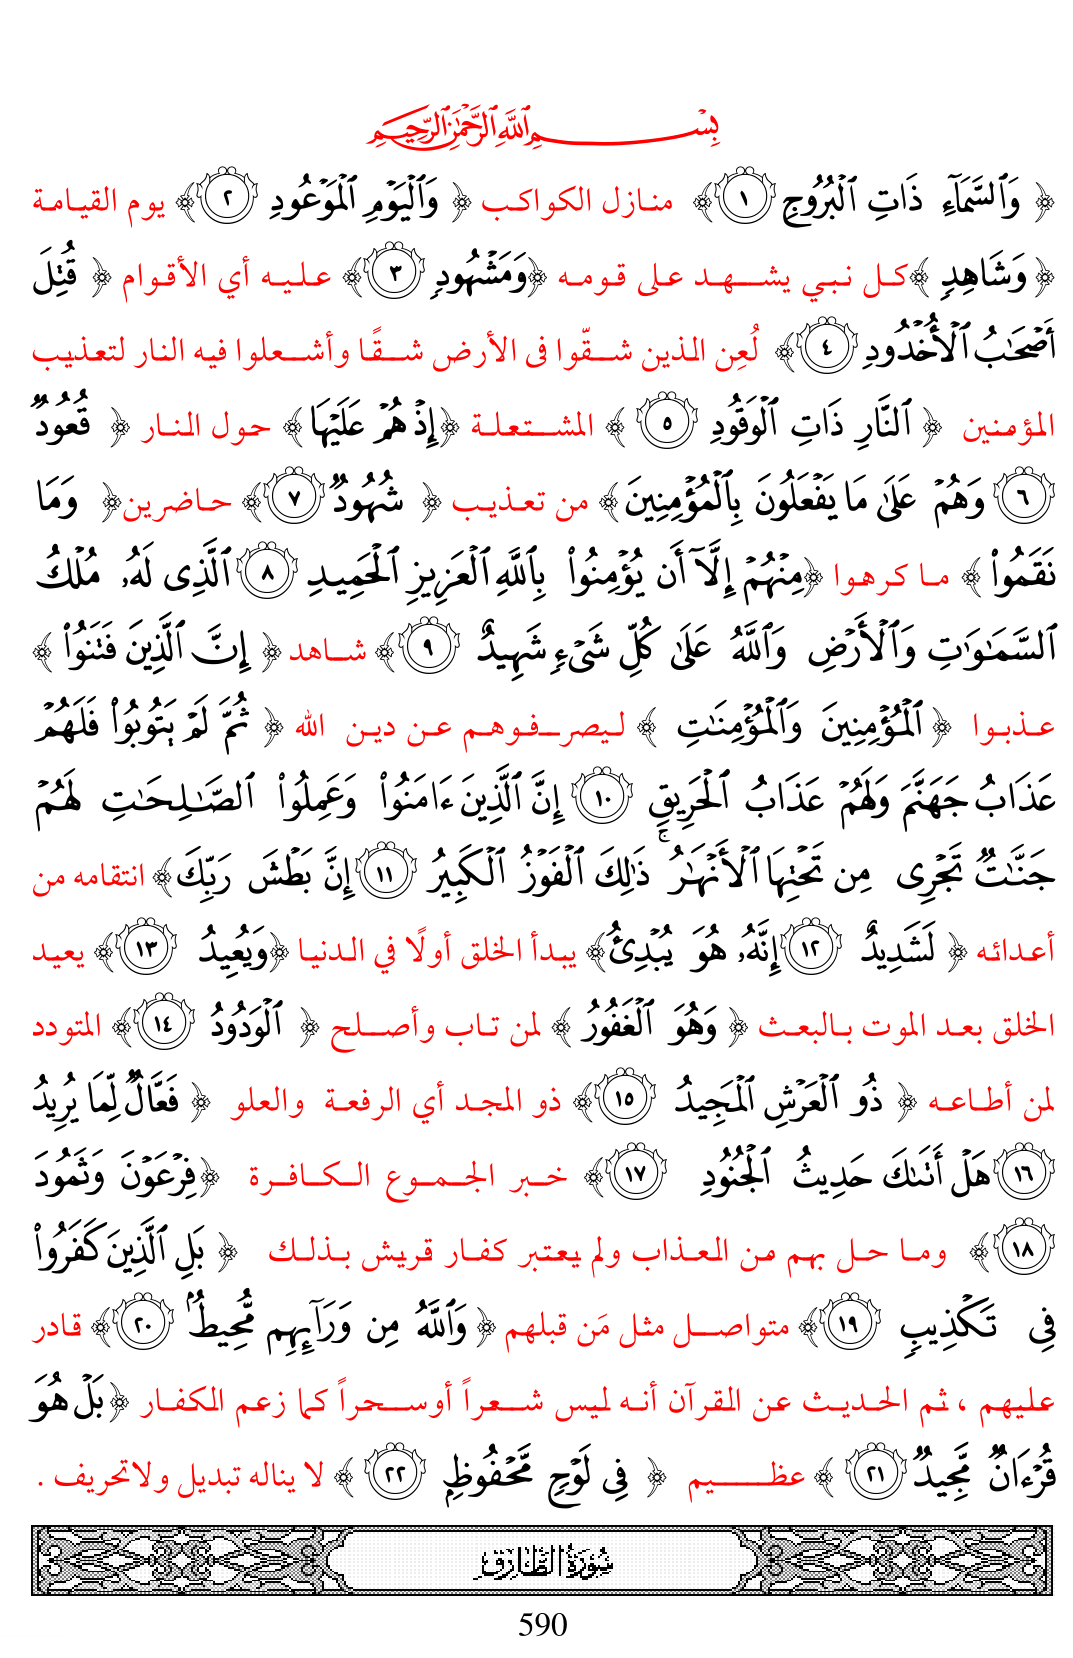 بِسْمِ ٱللَّهِ ٱلرَّحْمَٰنِ ٱلرَّحِيمِ
﴿ وَٱلسَّمَآءِ ذَاتِ ٱلْبُرُوجِ ١ ﴾ منازل الكواكب ﴿ وَٱلْيَوْمِ ٱلْمَوْعُودِ ٢ ﴾ يوم القيامة
﴿ وَشَاهِدٍ ﴾ كل نبي يشهد على قومه ﴿ وَمَشْهُودٍ ٣ ﴾ عليه أي الأقوام ﴿ قُتِلَ
أَصْحَٰبُ ٱلْأُخْدُودِ ٤ ﴾ لُعِن الذين شقّوا فى الأرض شقًا وأشعلوا فيه النار لتعذيب
المؤمنين ﴿ ٱلنَّارِ ذَاتِ ٱلْوَقُودِ ٥ ﴾ المشتعلة ﴿ إِذْ هُمْ عَلَيْهَا ﴾ حول النار ﴿ قُعُودٌ
٦ وَهُمْ عَلَىٰ مَا يَفْعَلُونَ بِٱلْمُؤْمِنِينَ ﴾ من تعذيب ﴿ شُهُودٌ ٧ ﴾ حاضرين ﴿ وَمَا
نَقَمُوا۟ ﴾ ما كرهوا ﴿ مِنْهُمْ إِلَّآ أَن يُؤْمِنُوا۟ بِٱللَّهِ ٱلْعَزِيزِ ٱلْحَمِيدِ ٨ ٱلَّذِى لَهُۥ مُلْكُ
ٱلسَّمَٰوَٰتِ وَٱلْأَرْضِ وَٱللَّهُ عَلَىٰ كُلِّ شَىْءٍ شَهِيدٌ ٩ ﴾ شاهد ﴿ إِنَّ ٱلَّذِينَ فَتَنُوا۟ ﴾
عذبوا ﴿ ٱلْمُؤْمِنِينَ وَٱلْمُؤْمِنَٰتِ ﴾ ليصرفوهم عن دين الله ﴿ ثُمَّ لَمْ يَتُوبُوا۟ فَلَهُمْ
عَذَابُ جَهَنَّمَ وَلَهُمْ عَذَابُ ٱلْحَرِيقِ ١٠ إِنَّ ٱلَّذِينَ ءَامَنُوا۟ وَعَمِلُوا۟ ٱلصَّٰلِحَٰتِ لَهُمْ
جَنَّٰتٌ تَجْرِى مِن تَحْتِهَا ٱلْأَنْهَٰرُ ۚ ذَٰلِكَ ٱلْفَوْزُ ٱلْكَبِيرُ ١١ إِنَّ بَطْشَ رَبِّكَ ﴾ انتقامه من
أعدائه ﴿ لَشَدِيدٌ ١٢ إِنَّهُۥ هُوَ يُبْدِئُ ﴾ يبدأ الخلق أولًا في الدنيا ﴿ وَيُعِيدُ ١٣ ﴾ يعيد
الخلق بعد الموت بالبعث ﴿ وَهُوَ ٱلْغَفُورُ ﴾ لمن تاب وأصلح ﴿ ٱلْوَدُودُ ١٤ ﴾ المتودد
لمن أطاعه ﴿ ذُو ٱلْعَرْشِ ٱلْمَجِيدُ ١٥ ﴾ ذو المجد أي الرفعة والعلو ﴿ فَعَّالٌ لِّمَا يُرِيدُ
١٦ هَلْ أَتَىٰكَ حَدِيثُ ٱلْجُنُودِ ١٧ ﴾ خبر الجموع الكافرة ﴿ فِرْعَوْنَ وَثَمُودَ
١٨ ﴾ وما حل بهم من العذاب ولم يعتبر كفار قريش بذلك ﴿ بَلِ ٱلَّذِينَ كَفَرُوا۟
فِى تَكْذِيبٍ ١٩ ﴾ متواصل مثل مَن قبلهم ﴿ وَٱللَّهُ مِن وَرَآئِهِم مُّحِيطٌۢ ٢٠ ﴾ قادر
عليهم ، ثم الحديث عن القرآن أنه ليس شعراً أوسحراً كما زعم الكفار ﴿ بَلْ هُوَ
قُرْءَانٌ مَّجِيدٌ ٢١ ﴾ عظيم ﴿ فِى لَوْحٍ مَّحْفُوظٍ ٢٢ ﴾ لا يناله تبديل ولاتحريف .
سُورَةُ ٱلطَّارِقِ
590